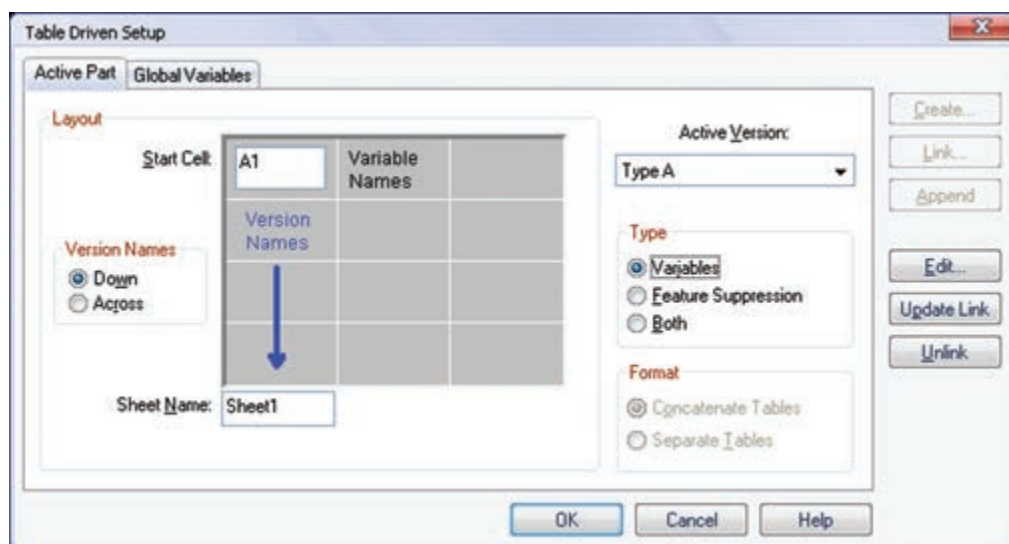 Table Driven Setup
Active Part
Global Variables
Layout
Start Cell:
A1
Variable
Names
Version
Names
Version Names
Down
Across
Sheet Name:
Sheet1
Active Version:
Type A
Type
Variables
Feature Suppression
Both
Format
Concatenate Tables
Separate Tables
Create...
Link...
Append
Edit...
Update Link
Unlink
OK
Cancel
Help